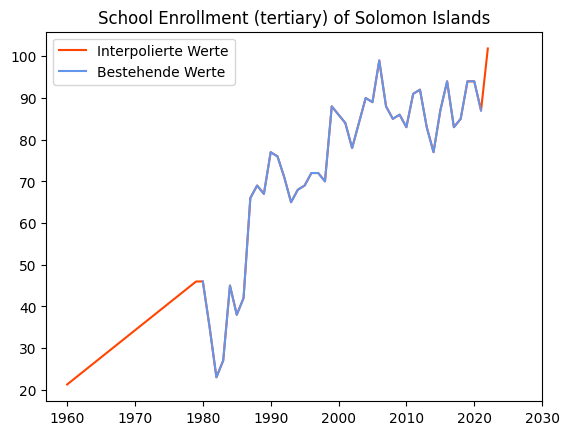 School Enrollment (tertiary) of Solomon Islands
Interpolierte Werte
Bestehende Werte
100
90
80
70
60
50
40
30
20
1960 1970 1980 1990 2000 2010 2020 2030